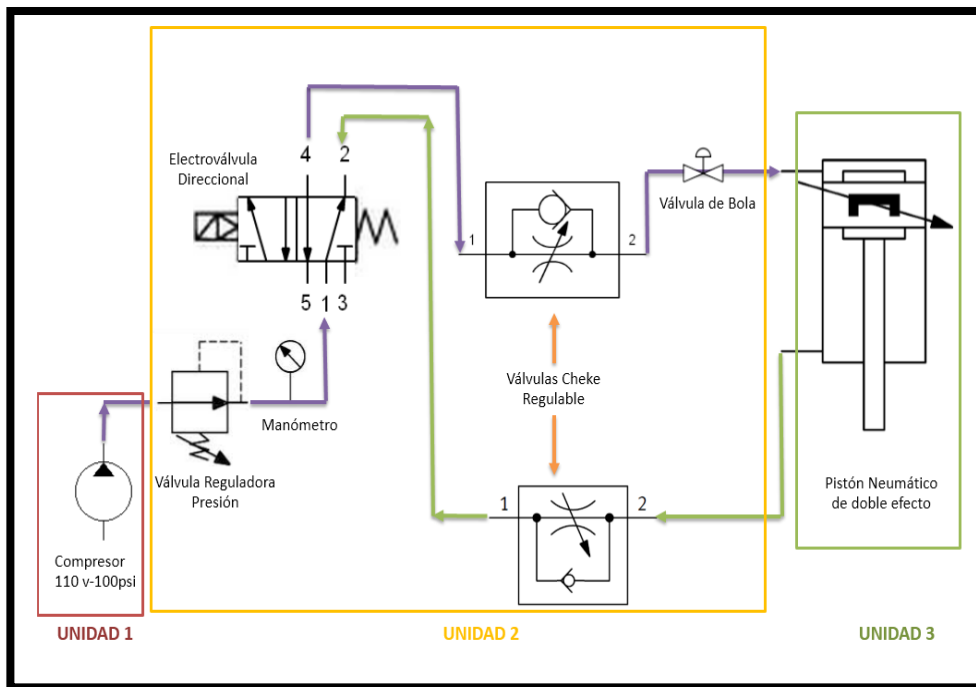 Electroválvula
Direccional
4 2
5 1 3
1
2
Válvula de Bola
Válvulas Cheke
Regulable
Manómetro
Válvula Reguladora
Presión
Compresor
110 v-100psi
1
2
Pistón Neumático
de doble efecto
UNIDAD 1
UNIDAD 2
UNIDAD 3